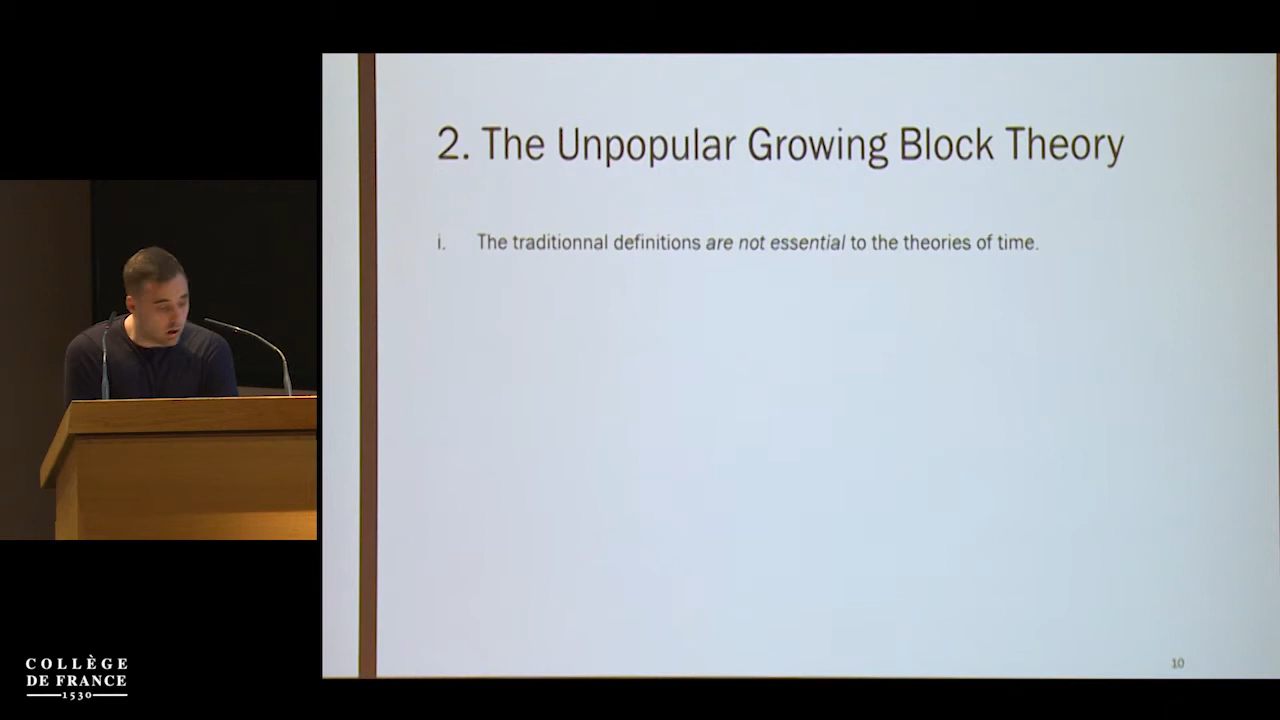 2. The Unpopular Growing Block Theory
i. The traditionnal definitions are not essential to the theories of time.
10
COLLÈGE
DE FRANCE
1530